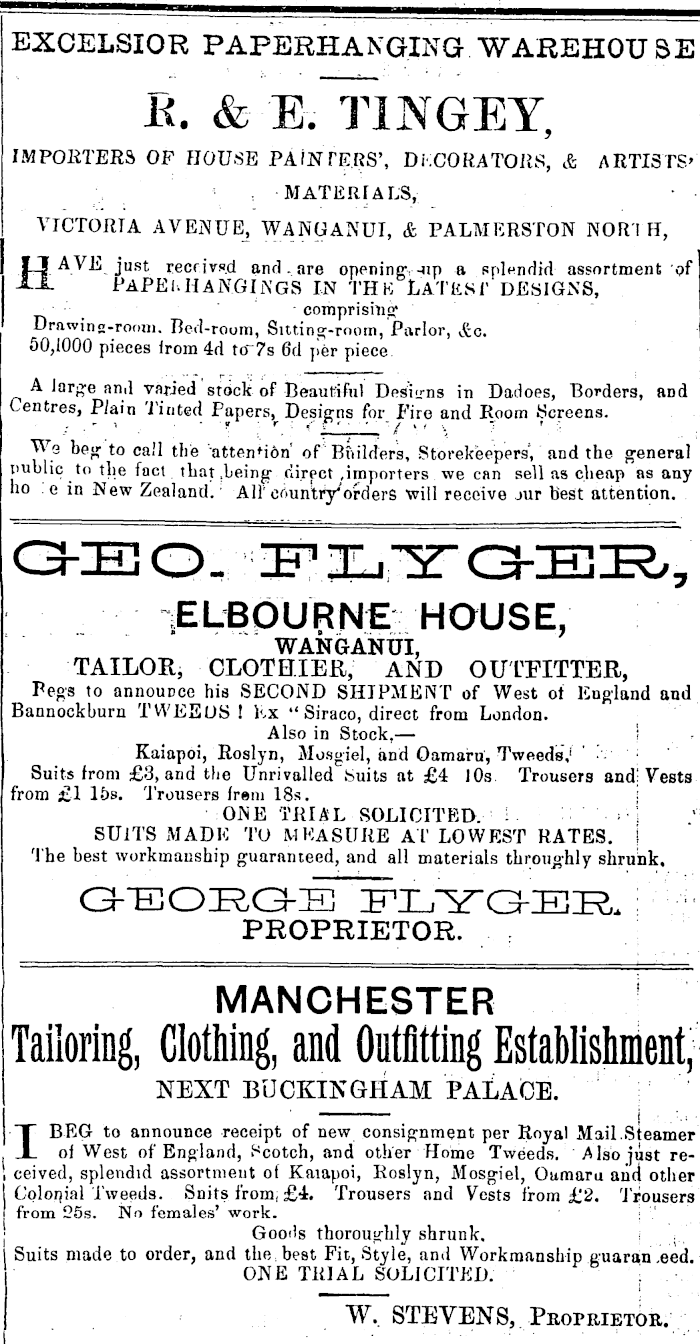 EXCELSIOR PAPERHANGING WAREHOUSE
R. & E. TINGEY,
IMPORTERS OF HOUSE PAINTERS', DECORATORS, & ARTISTS'
MATERIALS,
VICTORIA AVENUE, WANGANUI, & PALMERSTON NORTH,
HAVE just received and are opening up a splendid assortment of
PAPERHANGINGS IN THE LATEST DESIGNS,
comprising
Drawing-room. Bed-room, Sitting-room, Parlor, &c.
50,1000 pieces from 4d to 7s 6d per piece
A large and varied stock of Beautiful Designs in Dadoes, Borders, and
Centres, Plain Tinted Papers, Designs for Fire and Room Screens.
We beg to call the attention of Builders, Storekeepers, and the general
public to the fact that being direct importers we can sell as cheap as any
ho e in New Zealand. All country orders will receive our best attention.
GEO. FLYGER,
ELBOURNE HOUSE,
WANGANUI,
TAILOR, CLOTHIER, AND OUTFITTER,
Begs to announce his SECOND SHIPMENT of West of England and
Bannockburn TWEEDS! Ex "Siraco, direct from London.
Also in Stock,—
Kaiapoi, Roslyn, Mosgiel, and Oamaru, Tweeds,
Suits from £3, and the Unrivalled Suits at £4 10s. Trousers and Vests
from £1 15s. Trousers from 18s.
ONE TRIAL SOLICITED.
SUITS MADE TO MEASURE AT LOWEST RATES.
The best workmanship guaranteed, and all materials throughly shrunk.
GEORGE FLYGER.
PROPRIETOR.
MANCHESTER
Tailoring, Clothing, and Outfitting Establishment,
NEXT BUCKINGHAM PALACE.
I BEG to announce receipt of new consignment per Royal Mail Steamer
of West of England, Scotch, and other Home Tweeds. Also just re-
ceived, splendid assortment of Kaiapoi, Roslyn, Mosgiel, Oamaru and other
Colonial Tweeds. Suits from £4. Trousers and Vests from £2. Trousers
from 25s. No females' work.
Goods thoroughly shrunk.
Suits made to order, and the best Fit, Style, and Workmanship guaran eed.
ONE TRIAL SOLICITED.
W. STEVENS, PROPRIETOR.